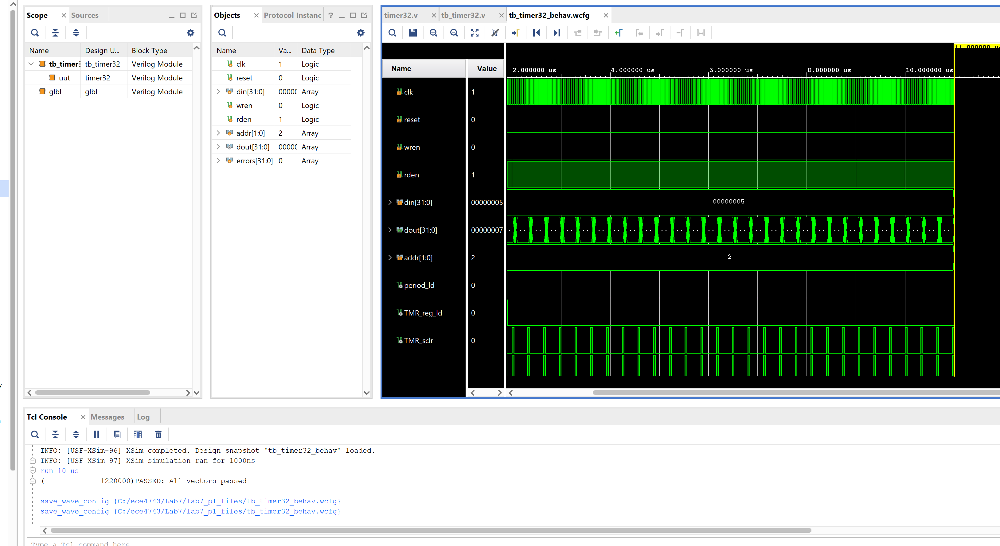 Scope Sources
Name Design U... Block Type
tb_timer3 tb_timer32 Verilog Module
uut timer32 Verilog Module
glbl glbl Verilog Module
Objects Protocol Instanc ?
Name Va... Data Type
clk 1 Logic
reset 0 Logic
din[31:0] 00000 Array
wren 0 Logic
rden 1 Logic
addr[1:0] 2 Array
dout[31:0] 00000 Array
errors[31:0] 0 Array
timer32.v tb_timer32.v tb_timer32_behav.wcfg
11.000000 us
Name Value
2.000000 us 4.000000 us 6.000000 us 8.000000 us 10.000000 us
clk 1
reset 0
wren 0
rden 1
din[31:0] 00000005 00000005
dout[31:0] 00000007
addr[1:0] 2 2
period_ld 0
TMR_reg_ld 0
TMR_sclr 0
Tcl Console Messages Log
INFO: [USF-XSim-96] XSim completed. Design snapshot 'tb_timer32_behav' loaded.
INFO: [USF-XSim-97] XSim simulation ran for 1000ns
run 10 us
( 1220000)PASSED: All vectors passed
save_wave_config {C:/ece4743/Lab7/lab7_p1_files/tb_timer32_behav.wcfg}
save_wave_config {C:/ece4743/Lab7/lab7_p1_files/tb_timer32_behav.wcfg}
Type a Tcl command here